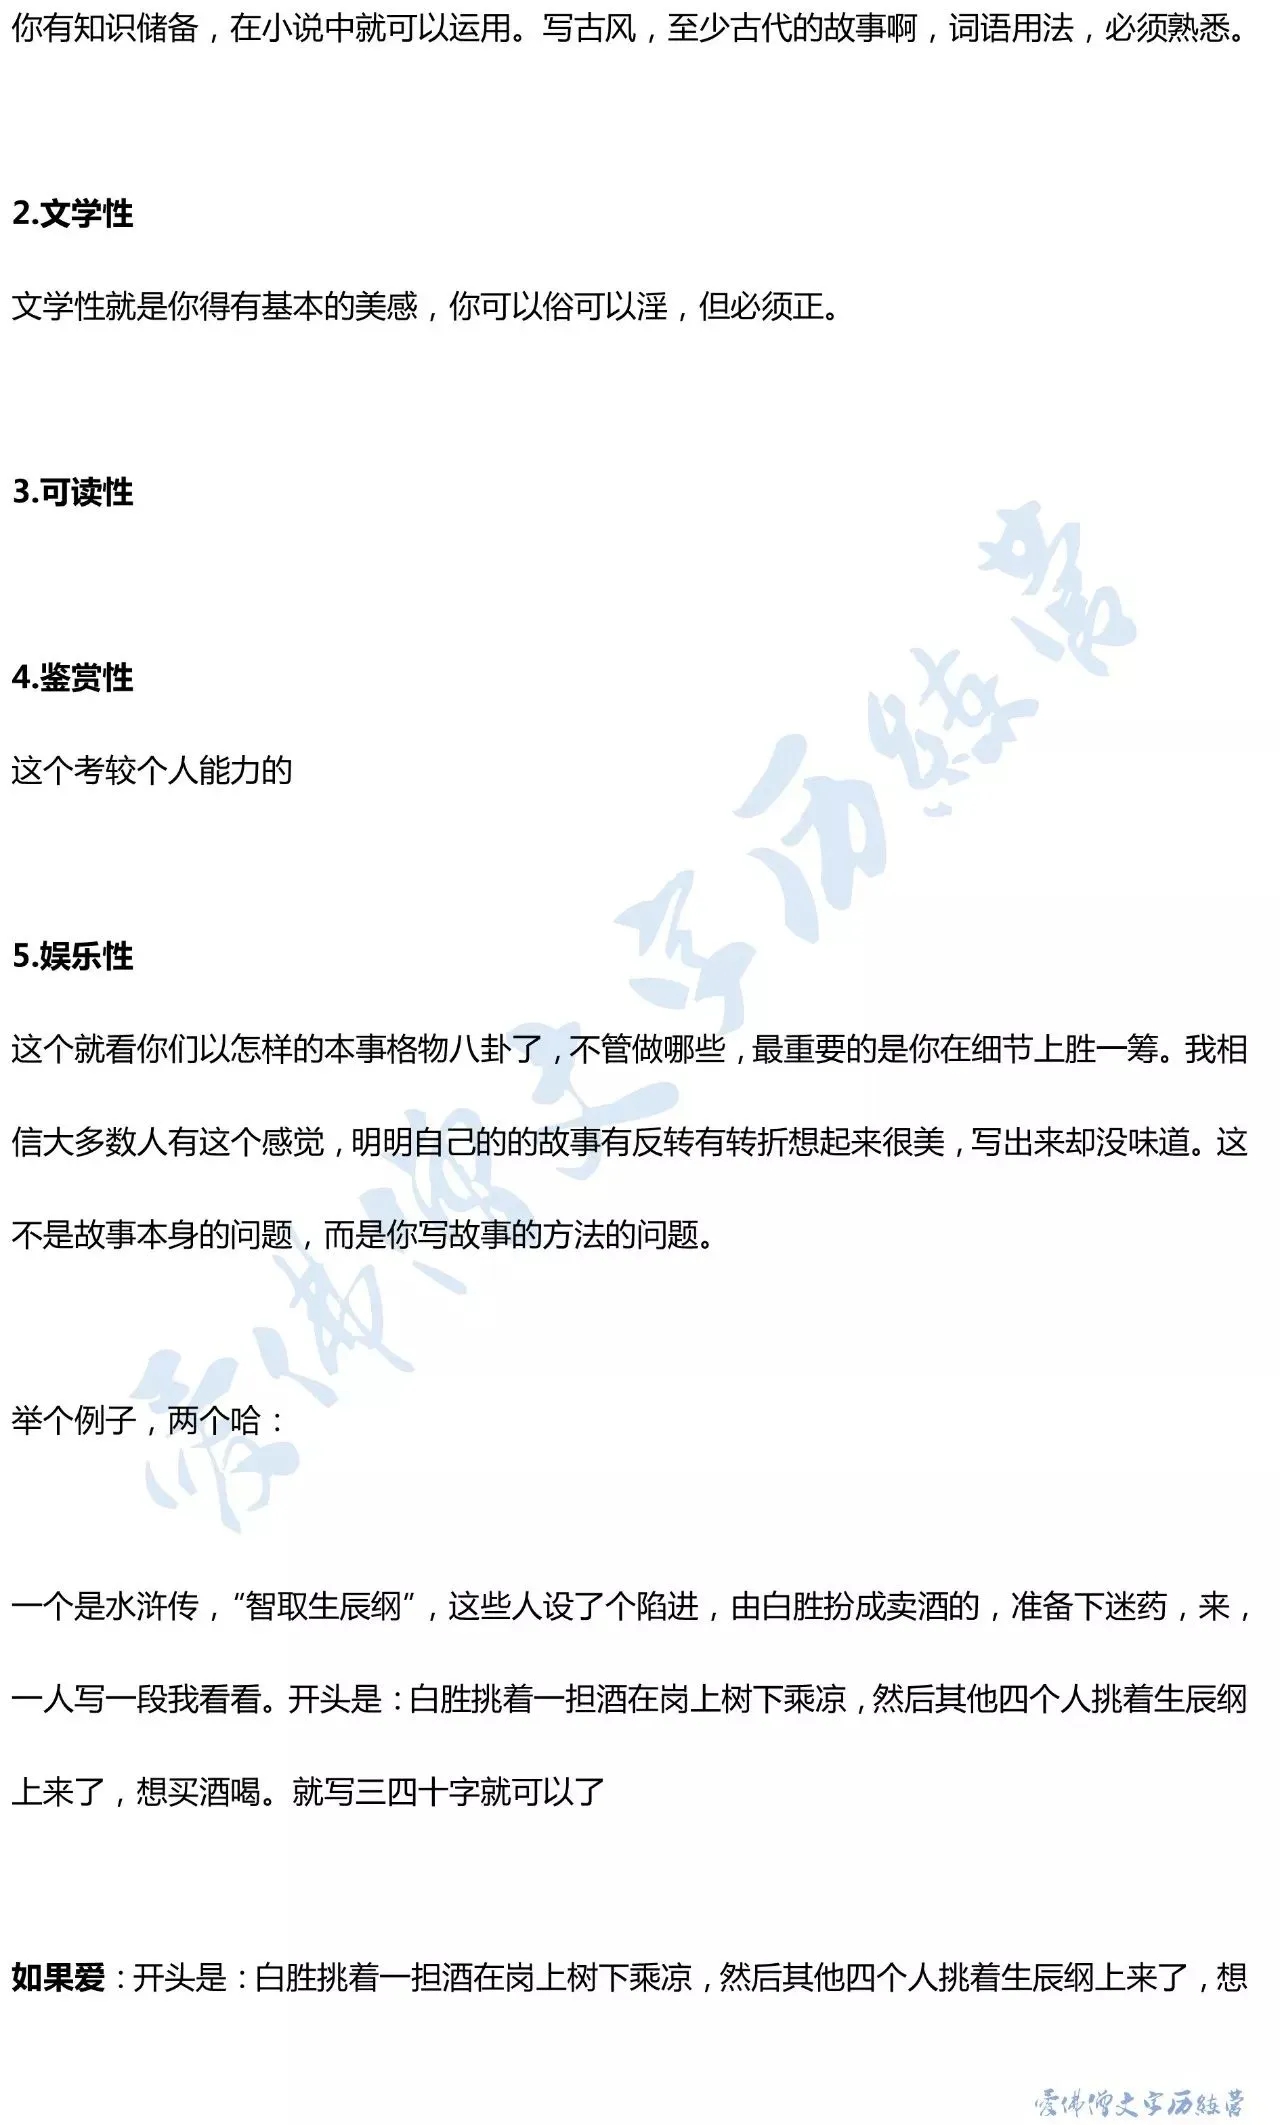 你有知识储备，在小说中就可以运用。写古风，至少古代的故事啊，词语用法，必须熟悉。
2.文学性
文学性就是你得有基本的美感，你可以俗可以淫，但必须正。
3.可读性
4.鉴赏性
这个考较个人能力的
5.娱乐性
这个就看你们以怎样的本事格物八卦了，不管做哪些，最重要的是你在细节上胜一筹。我相
信大多数人有这个感觉，明明自己的的故事有反转有转折想起来很美，写出来却没味道。这
不是故事本身的问题，而是你写故事的方法的问题。
举个例子，两个哈：
一个是水浒传，“智取生辰纲”，这些人设了个陷进，由白胜扮成卖酒的，准备下迷药，来，
一人写一段我看看。开头是：白胜挑着一担酒在岗上树下乘凉，然后其他四个人挑着生辰纲
上来了，想买酒喝。就写三四十字就可以了
如果爱：开头是：白胜挑着一担酒在岗上树下乘凉，然后其他四个人挑着生辰纲上来了，想
爱佛僧文字历练营
爱佛僧文字历练营